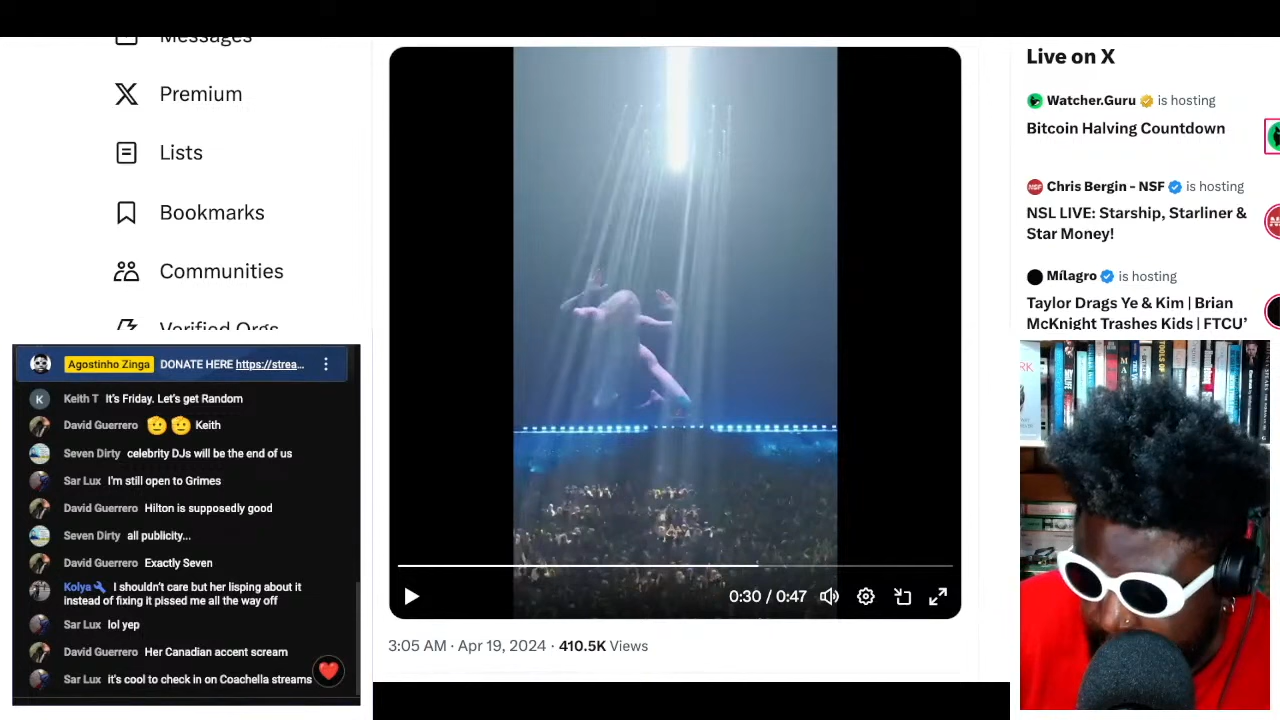 Messages
Premium
Lists
Bookmarks
Communities
Verified Orgs
0:30 / 0:47
3:05 AM · Apr 19, 2024 · 410.5K Views
Live on X
Watcher.Guru is hosting
Bitcoin Halving Countdown
Chris Bergin - NSF is hosting
NSL LIVE: Starship, Starliner &
Star Money!
Mílagro is hosting
Taylor Drags Ye & Kim | Brian
McKnight Trashes Kids | FTCU’
Agostinho Zinga DONATE HERE https://strea...
K Keith T It's Friday. Let's get Random
David Guerrero Keith
Seven Dirty celebrity DJs will be the end of us
Sar Lux I'm still open to Grimes
David Guerrero Hilton is supposedly good
Seven Dirty all publicity...
David Guerrero Exactly Seven
Kolya I shouldn't care but her lisping about it
instead of fixing it pissed me all the way off
Sar Lux lol yep
David Guerrero Her Canadian accent scream
Sar Lux it's cool to check in on Coachella streams